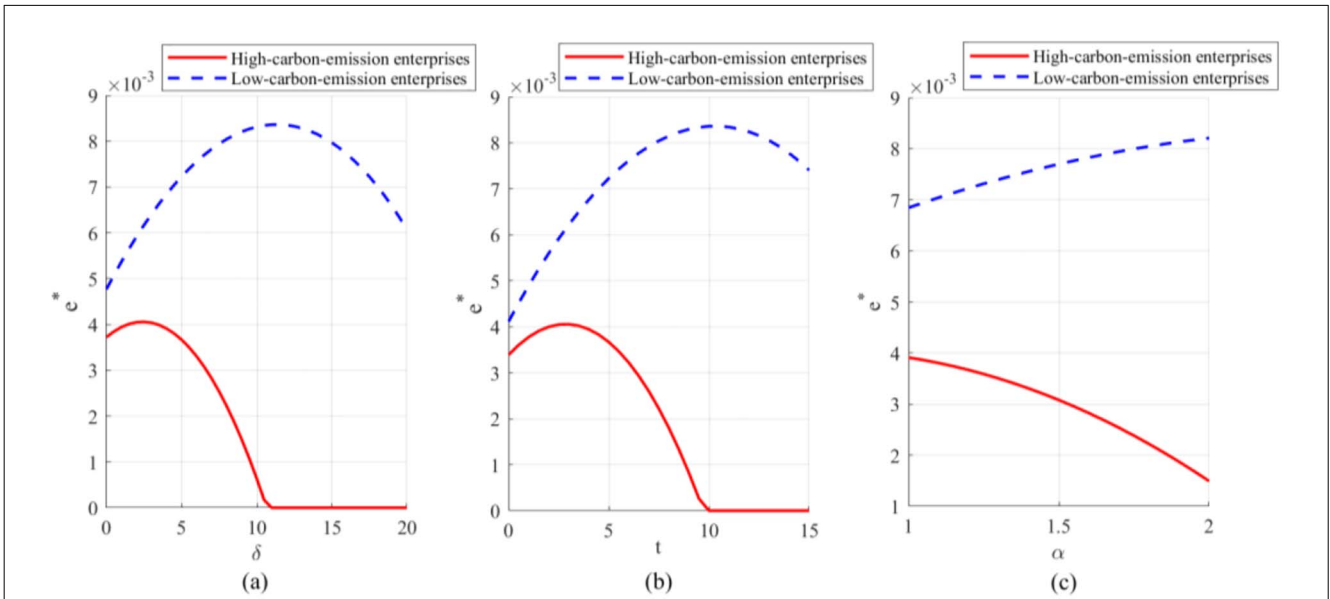 High-carbon-emission enterprises
Low-carbon-emission enterprises
×10⁻³
9
8
7
6
5
4
3
2
1
0
e*
0 5 10 15 20
δ
(a)
High-carbon-emission enterprises
Low-carbon-emission enterprises
×10⁻³
9
8
7
6
5
4
3
2
1
0
e*
0 5 10 15
t
(b)
High-carbon-emission enterprises
Low-carbon-emission enterprises
×10⁻³
9
8
7
6
5
4
3
2
1
e*
1 1.5 2
α
(c)